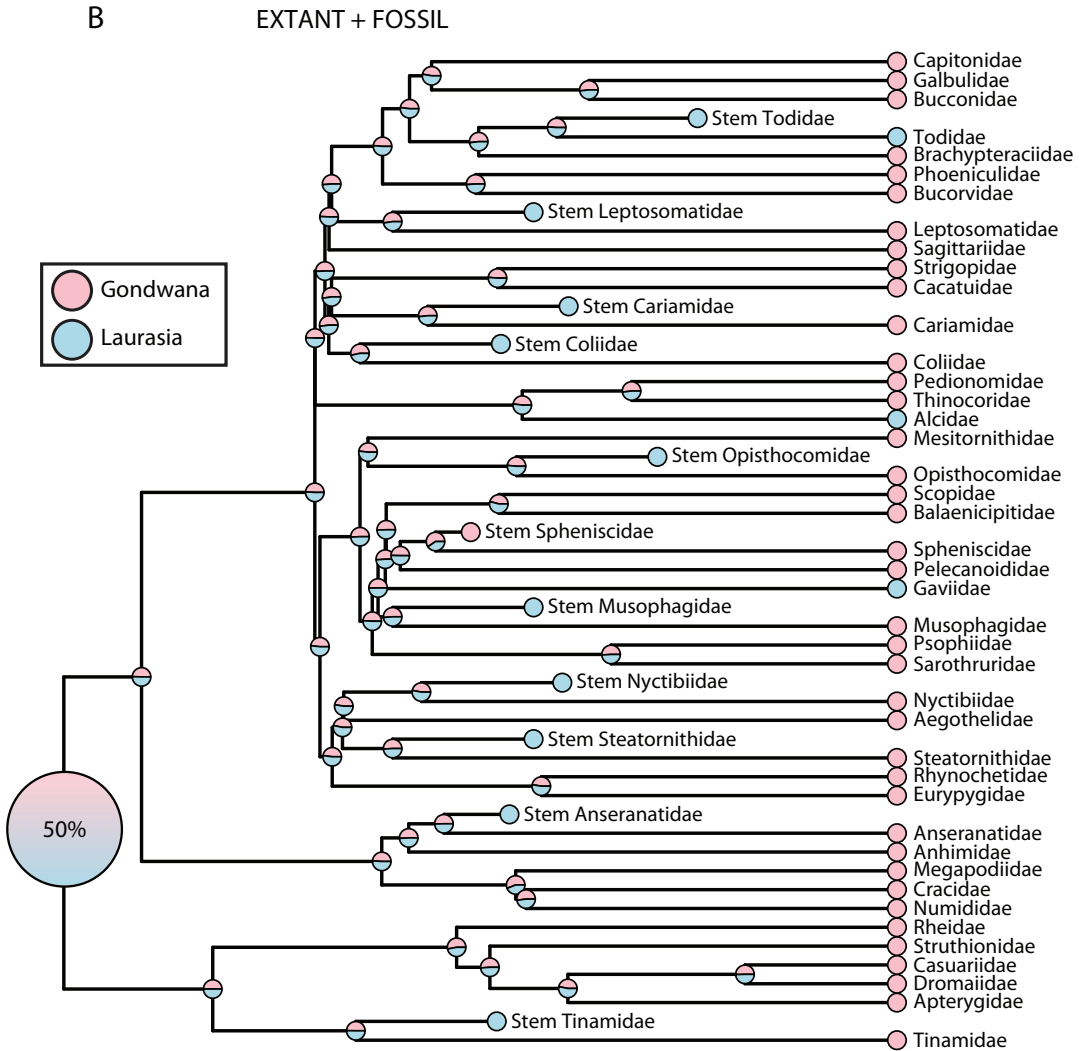 B
EXTANT + FOSSIL
Capitonidae
Galbulidae
Bucconidae
Stem Todidae
Todidae
Brachypteraciidae
Phoeniculidae
Bucorvidae
Stem Leptosomatidae
Leptosomatidae
Sagittariidae
Strigopidae
Cacatuidae
Stem Cariamidae
Cariamidae
Stem Coliidae
Coliidae
Pedionomidae
Thinocoridae
Alcidae
Mesitornithidae
Stem Opisthocomidae
Opisthocomidae
Scopidae
Balaenicipitidae
Stem Spheniscidae
Spheniscidae
Pelecanoididae
Gaviidae
Stem Musophagidae
Musophagidae
Psophiidae
Sarothruridae
Stem Nyctibiidae
Nyctibiidae
Aegothelidae
Stem Steatornithidae
Steatornithidae
Rhynochetidae
Eurypygidae
Stem Anseranatidae
Anseranatidae
Anhimidae
Megapodiidae
Cracidae
Numididae
Rheidae
Struthionidae
Casuariidae
Dromaiidae
Apterygidae
Stem Tinamidae
Tinamidae
Gondwana
Laurasia
50%